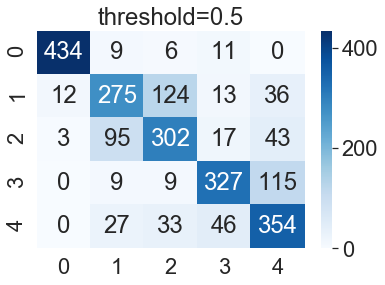 threshold=0.5
0 434 9 6 11 0
1 12 275 124 13 36
2 3 95 302 17 43
3 0 9 9 327 115
4 0 27 33 46 354
0 1 2 3 4
400
200
0